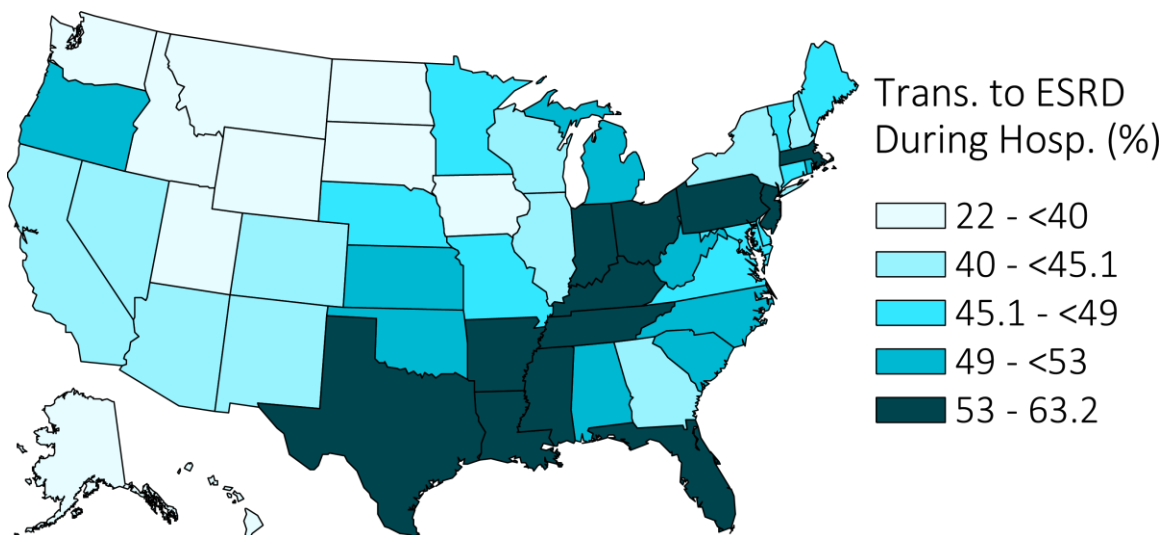 Trans. to ESRD
During Hosp. (%)
22 - <40
40 - <45.1
45.1 - <49
49 - <53
53 - 63.2